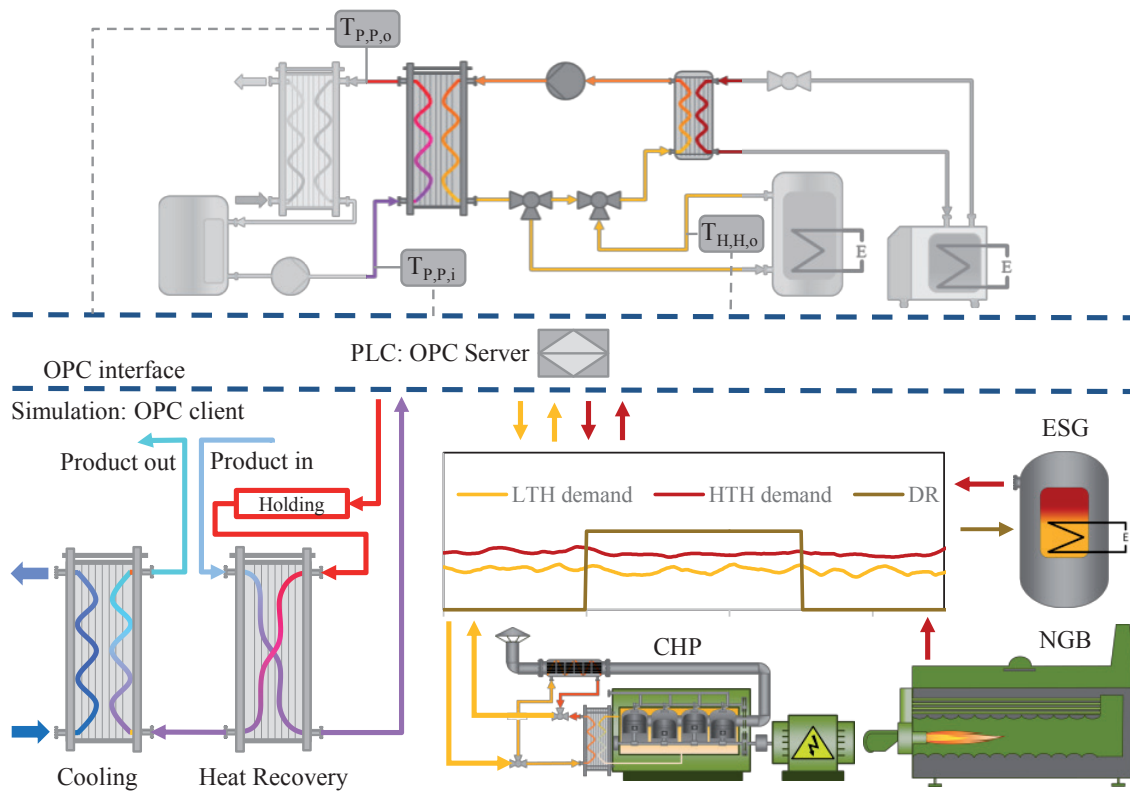 T_P,P,o
T_H,H,o
E
E
T_P,P,i
PLC: OPC Server
OPC interface
Simulation: OPC client
Product out
Product in
Holding
ESG
LTH demand
HTH demand
DR
E
CHP
NGB
Cooling
Heat Recovery